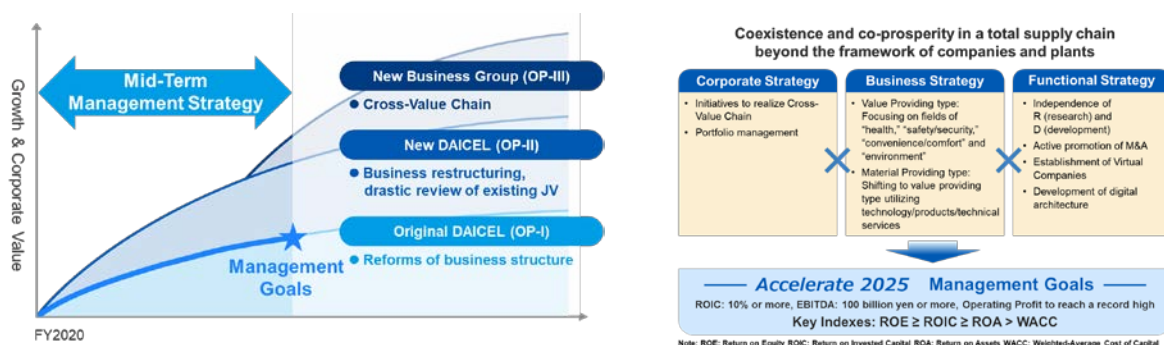 Growth & Corporate Value
Mid-Term
Management Strategy
New Business Group (OP-III)
• Cross-Value Chain
New DAICEL (OP-II)
• Business restructuring,
drastic review of existing JV
Original DAICEL (OP-I)
• Reforms of business structure
Management
Goals
FY2020
Coexistence and co-prosperity in a total supply chain
beyond the framework of companies and plants
Corporate Strategy
• Initiatives to realize Cross-
Value Chain
• Portfolio management
Business Strategy
• Value Providing type:
Focusing on fields of
“health,” “safety/security,”
“convenience/comfort” and
“environment”
• Material Providing type:
Shifting to value providing
type utilizing
technology/products/technical
services
Functional Strategy
• Independence of
R (research) and
D (development)
• Active promotion of M&A
• Establishment of Virtual
Companies
• Development of digital
architecture
Accelerate 2025 Management Goals
ROIC: 10% or more, EBITDA: 100 billion yen or more, Operating Profit to reach a record high
Key Indexes: ROE ≥ ROIC ≥ ROA > WACC
Note: ROE: Return on Equity ROIC: Return on Invested Capital ROA: Return on Assets WACC: Weighted-Average Cost of Capital